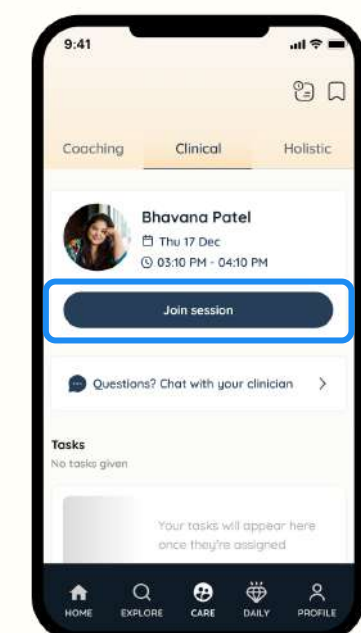 9:41
Coaching Clinical Holistic
Bhavana Patel
Thu 17 Dec
03:10 PM - 04:10 PM
Join session
Questions? Chat with your clinician
Tasks
No tasks given
Your tasks will appear here
once they're assigned
HOME EXPLORE CARE DAILY PROFILE